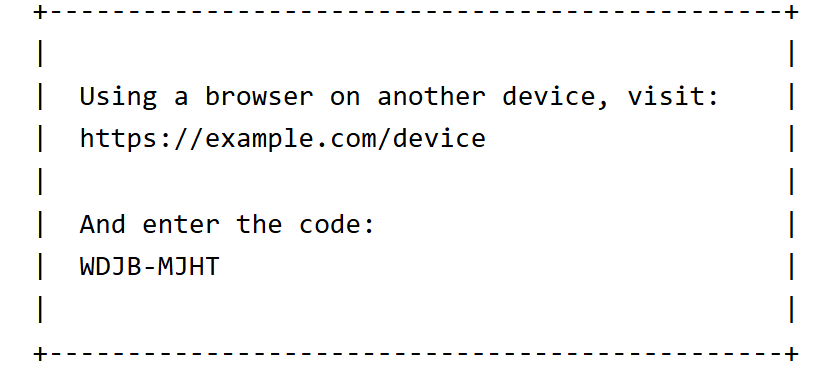 +-----------------------------------------------+
|                                               |
|  Using a browser on another device, visit:    |
|  https://example.com/device                   |
|                                               |
|  And enter the code:                          |
|  WDJB-MJHT                                    |
|                                               |
+-----------------------------------------------+